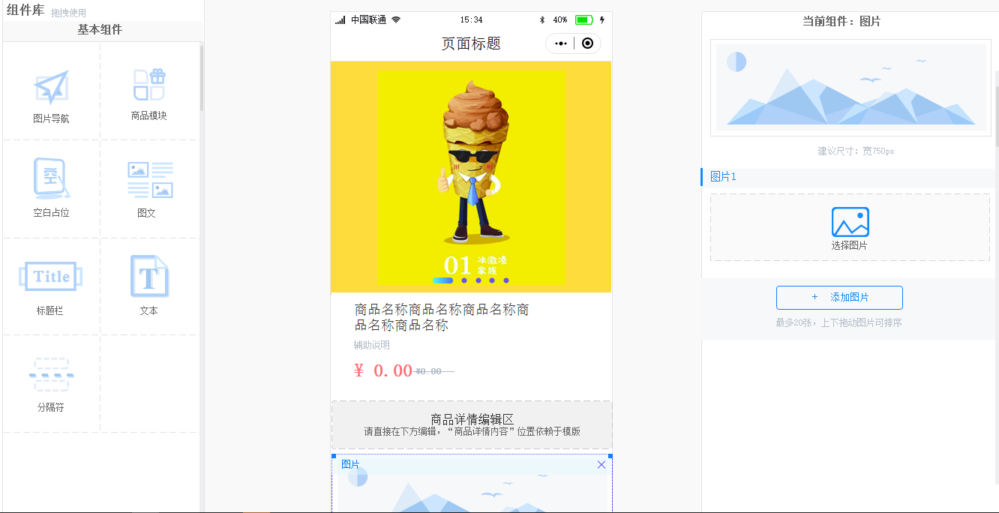 组件库 拖拽使用
基本组件
图片导航
商品模块
空
空白占位
图文
Title
标题栏
T
文本
分隔符
中国联通
15:34
40%
页面标题
01 冰激凌
家族
商品名称商品名称商品名称商
品名称商品名称
辅助说明
¥ 0.00 ¥0.00
商品详情编辑区
请直接在下方编辑，“商品详情内容”位置依赖于模版
图片
当前组件：图片
建议尺寸：宽750px
图片1
选择图片
+ 添加图片
最多20张，上下拖动图片可排序